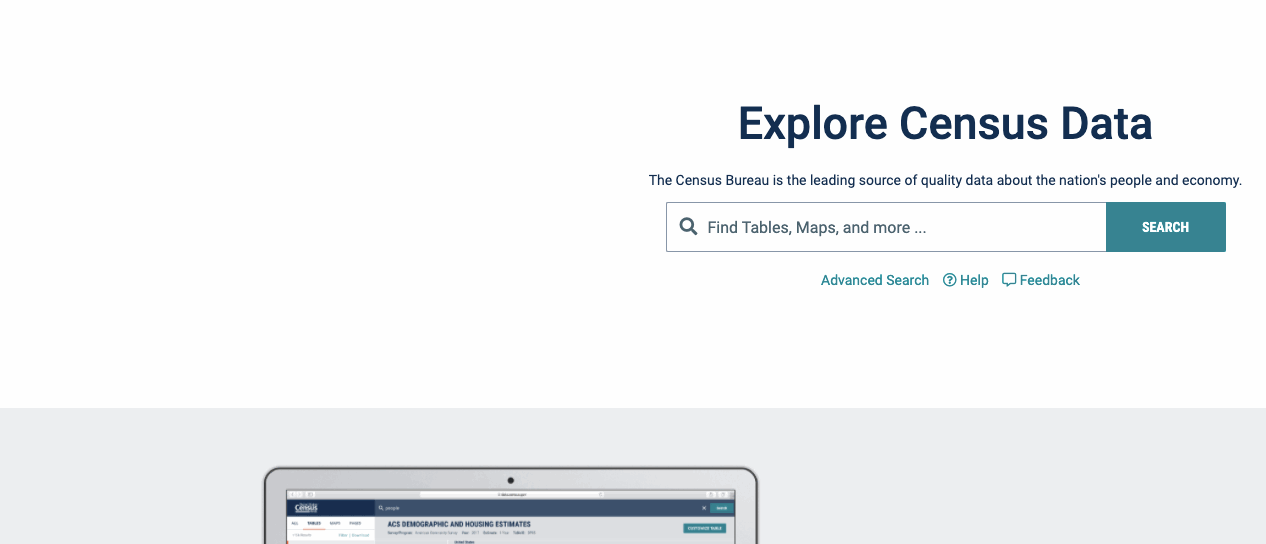 Explore Census Data
The Census Bureau is the leading source of quality data about the nation's people and economy.
Find Tables, Maps, and more ...
SEARCH
Advanced Search Help Feedback
Census
people
ALL TABLES MAPS PAGES
ACS DEMOGRAPHIC AND HOUSING ESTIMATES
CUSTOMIZE TABLE
United States